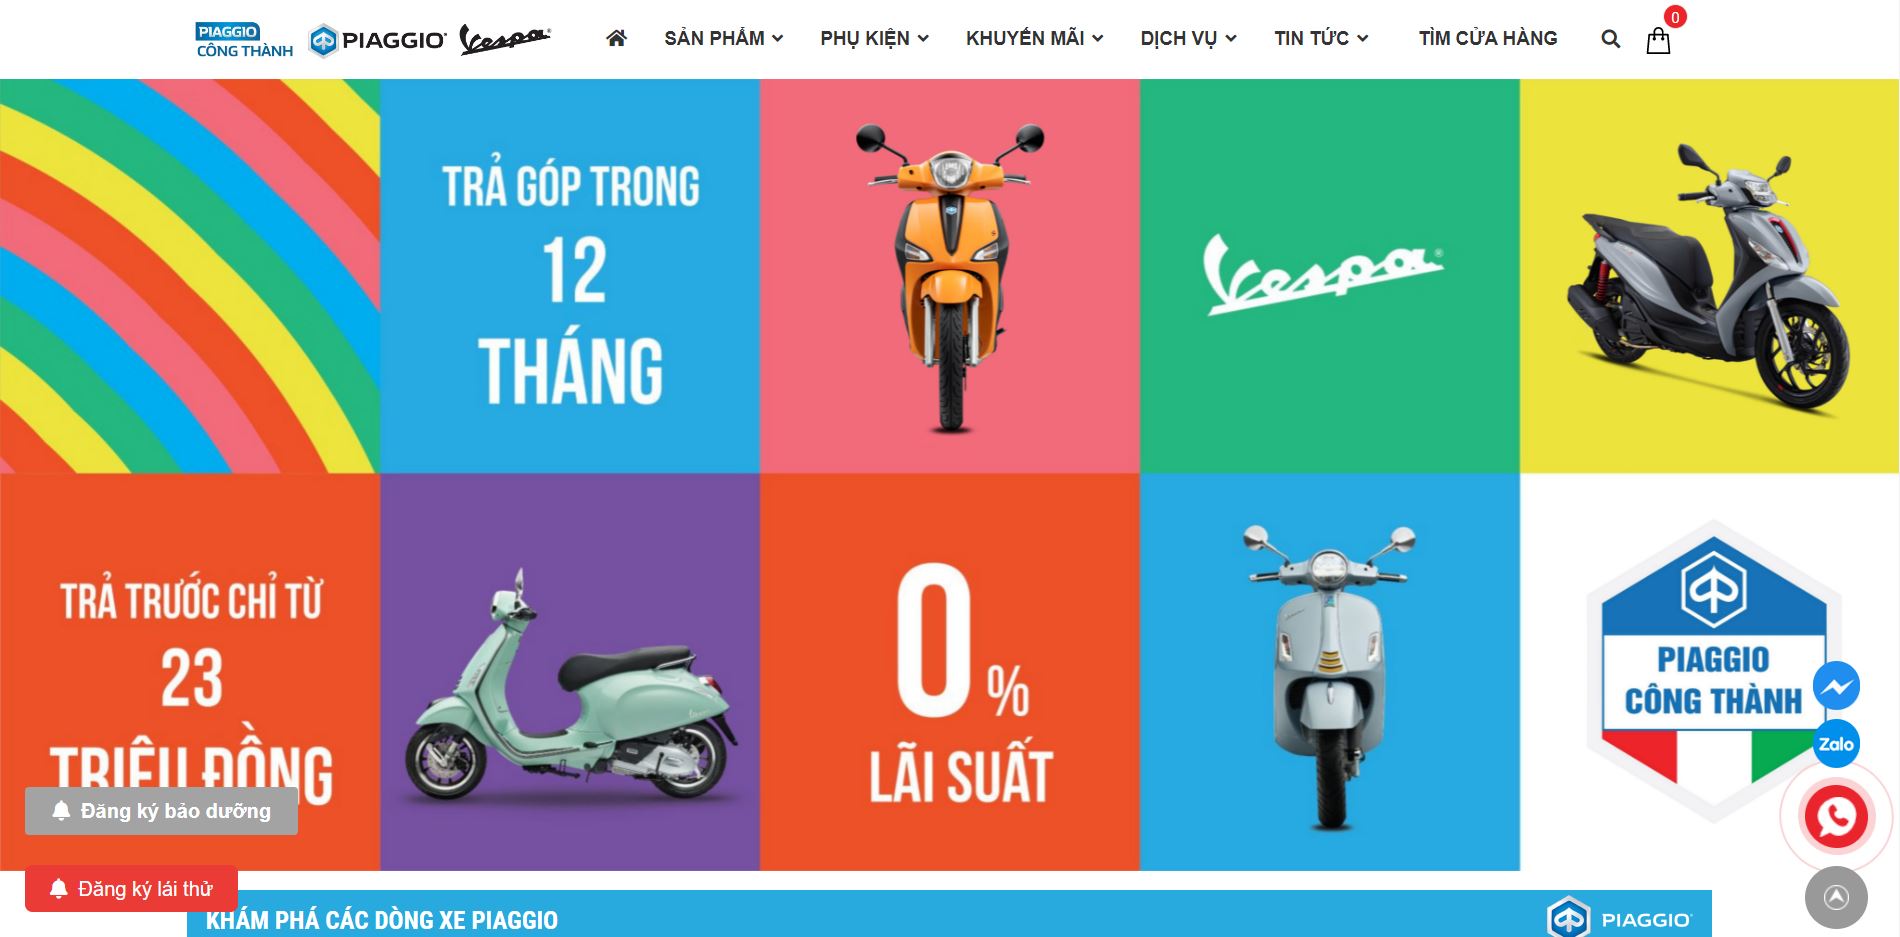 PIAGGIO
CÔNG THÀNH
PIAGGIO
Vespa
SẢN PHẨM
PHỤ KIỆN
KHUYẾN MÃI
DỊCH VỤ
TIN TỨC
TÌM CỬA HÀNG
0
TRẢ GÓP TRONG
12
THÁNG
Vespa
TRẢ TRƯỚC CHỈ TỪ
23
TRIỆU ĐỒNG
0%
LÃI SUẤT
PIAGGIO
CÔNG THÀNH
Zalo
Đăng ký bảo dưỡng
Đăng ký lái thử
KHÁM PHÁ CÁC DÒNG XE PIAGGIO
PIAGGIO